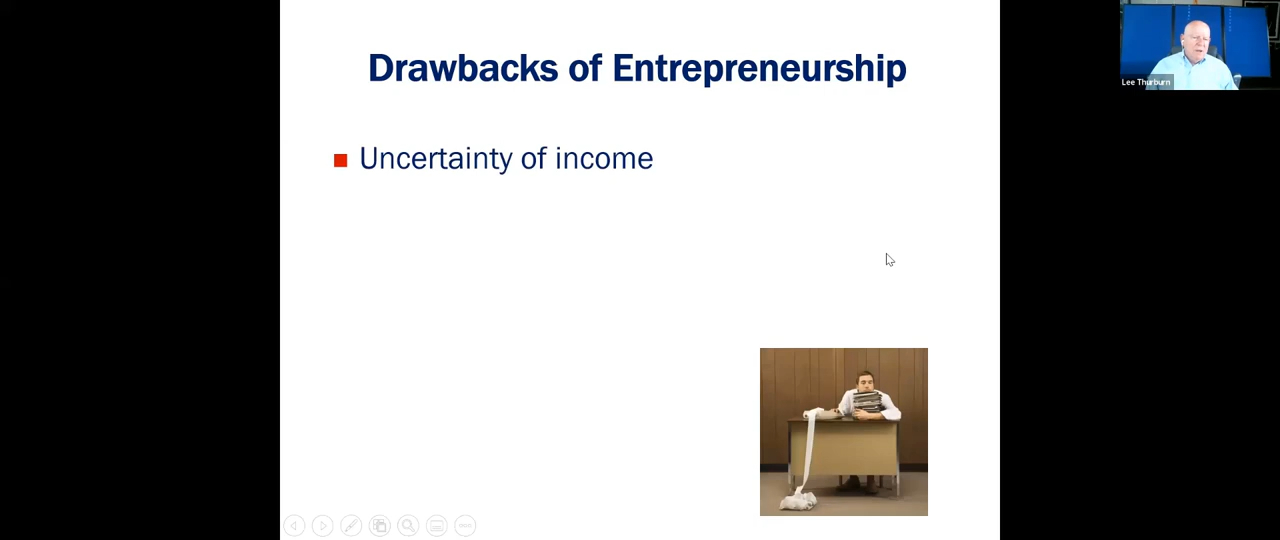 Drawbacks of Entrepreneurship
Uncertainty of income
Lee Thurburn